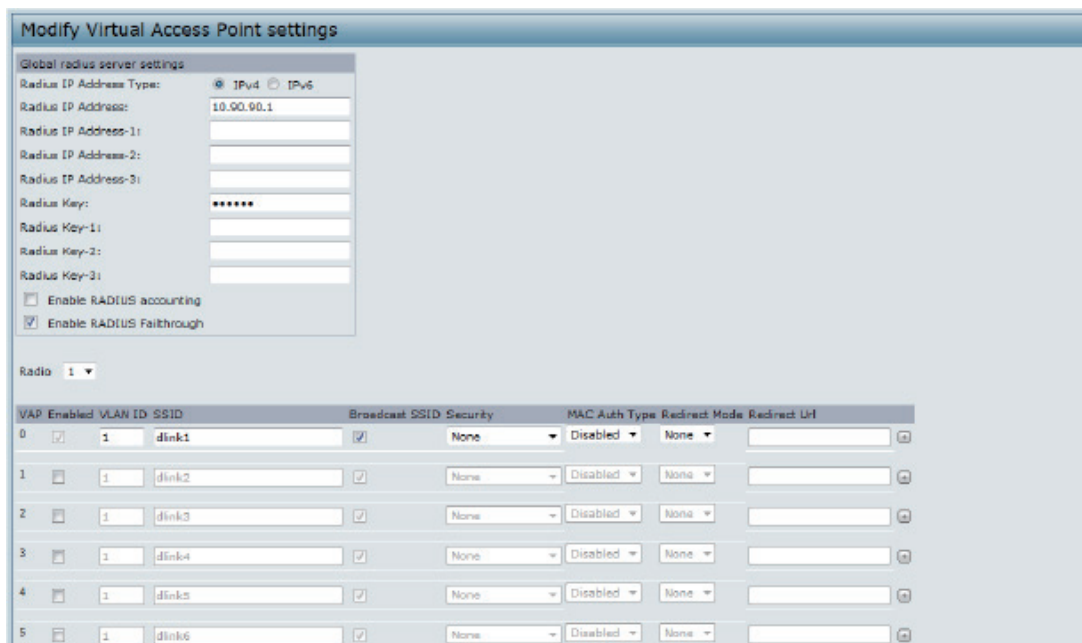 Modify Virtual Access Point settings
Global radius server settings
Radius IP Address Type: IPv4 IPv6
Radius IP Address: 10.90.90.1
Radius IP Address-1:
Radius IP Address-2:
Radius IP Address-3:
Radius Key: ••••••
Radius Key-1:
Radius Key-2:
Radius Key-3:
Enable RADIUS accounting
Enable RADIUS Failthrough
Radio 1
VAP Enabled VLAN ID SSID Broadcast SSID Security MAC Auth Type Redirect Mode Redirect Url
0 1 dlink1 None Disabled None
1 1 dlink2 None Disabled None
2 1 dlink3 None Disabled None
3 1 dlink4 None Disabled None
4 1 dlink5 None Disabled None
5 1 dlink6 None Disabled None